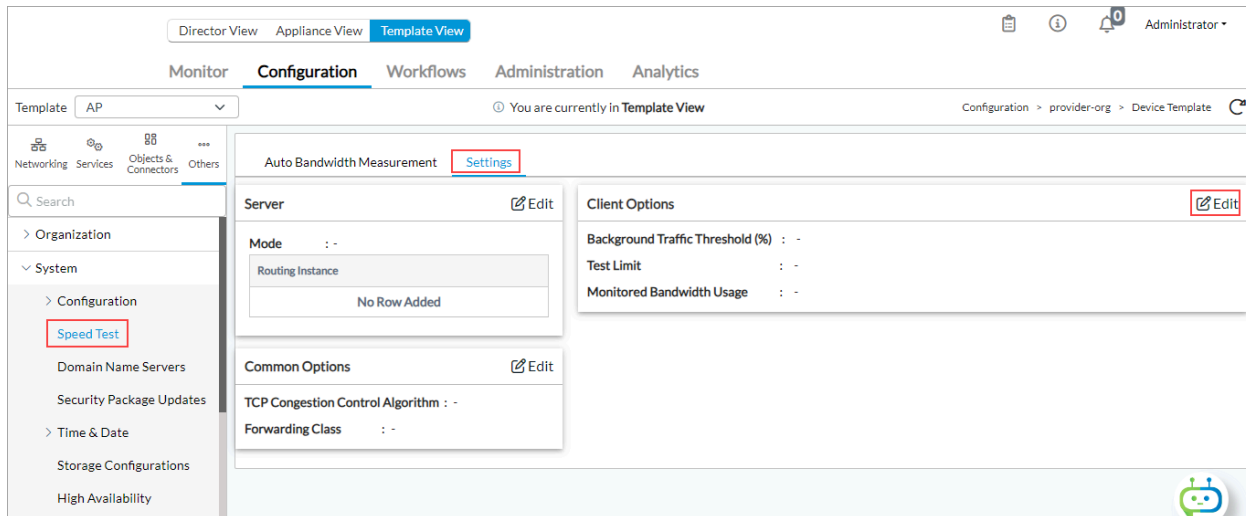 Director View Appliance View Template View
0
Administrator
Monitor Configuration Workflows Administration Analytics
Template AP
You are currently in Template View
Configuration > provider-org > Device Template
Networking Services Objects & Connectors Others
Search
Organization
System
Configuration
Speed Test
Domain Name Servers
Security Package Updates
Time & Date
Storage Configurations
High Availability
Auto Bandwidth Measurement Settings
Server Edit
Mode : -
Routing Instance
No Row Added
Common Options Edit
TCP Congestion Control Algorithm : -
Forwarding Class : -
Client Options Edit
Background Traffic Threshold (%) : -
Test Limit : -
Monitored Bandwidth Usage : -